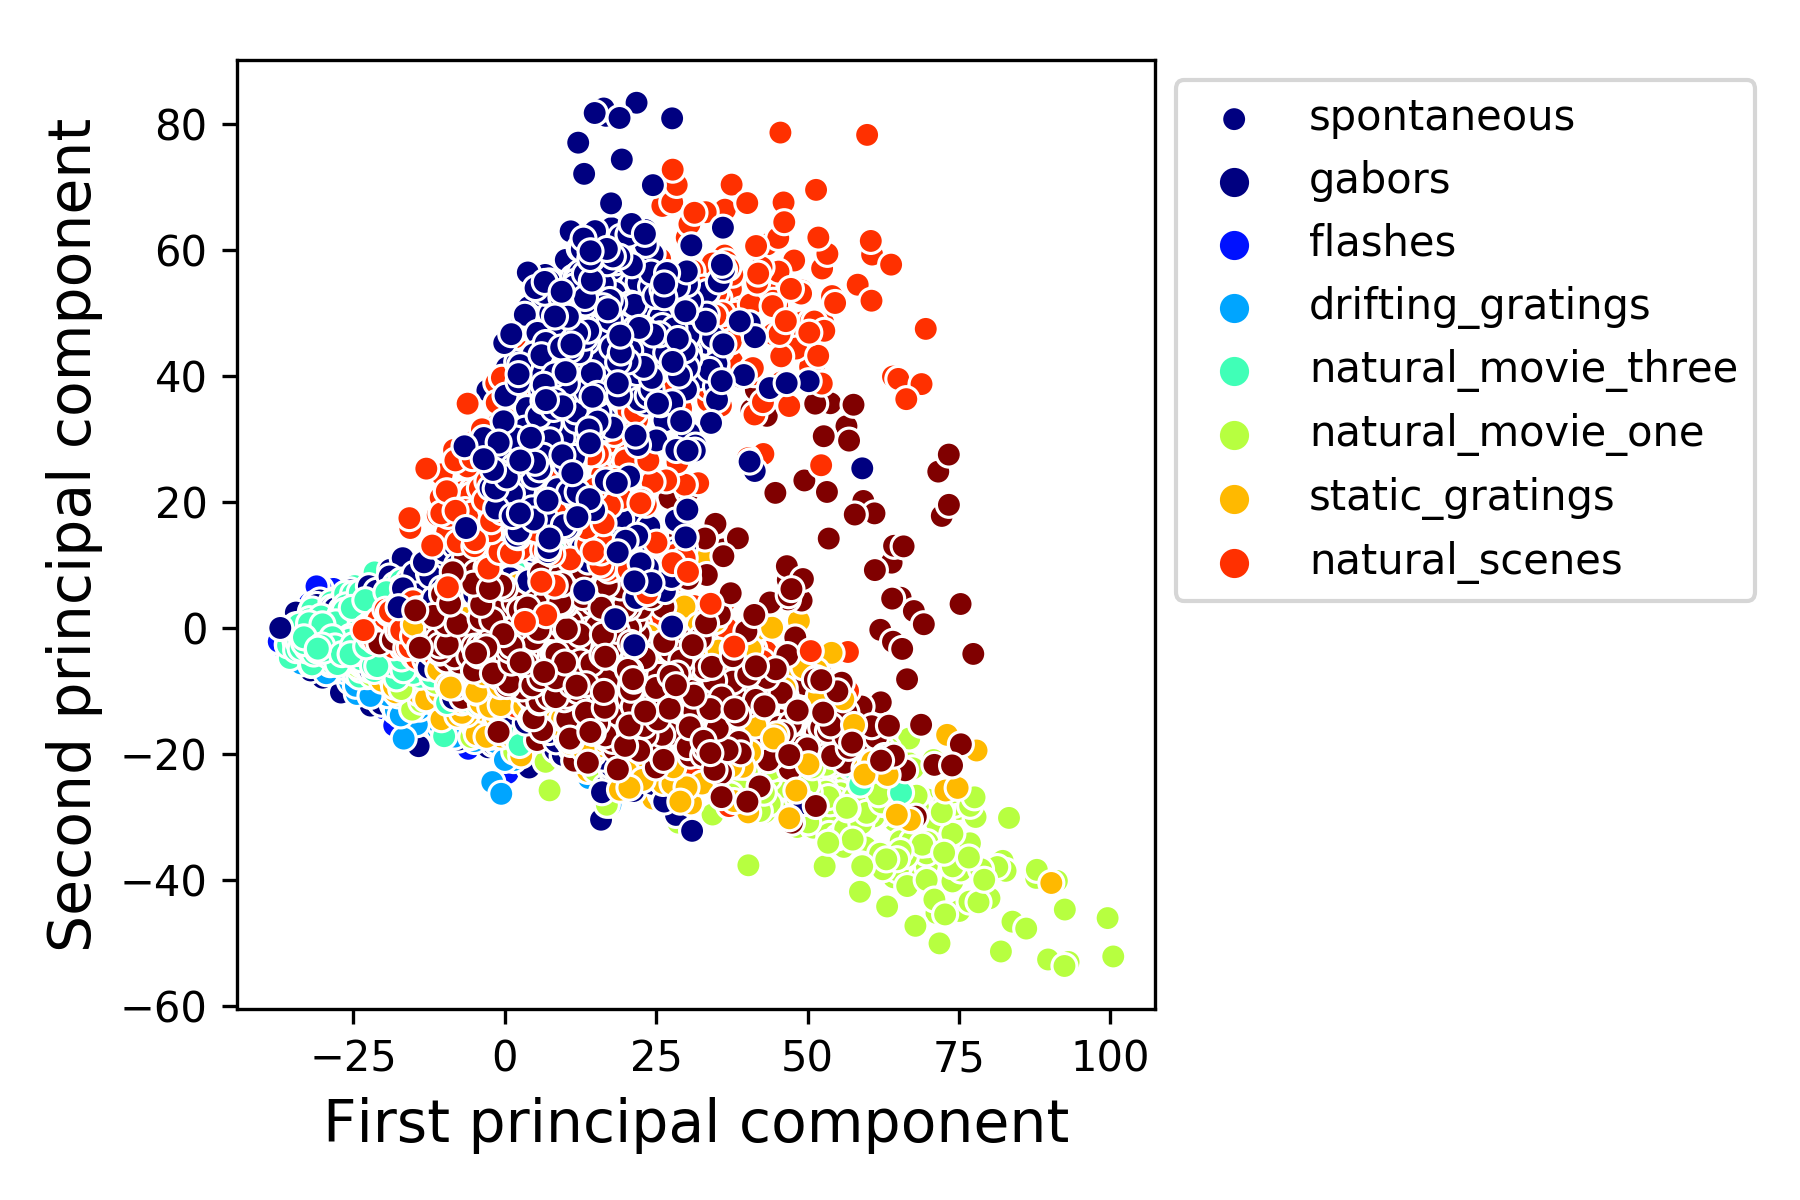 80
60
40
20
0
−20
−40
−60
Second principal component
−25 0 25 50 75 100
First principal component
spontaneous
gabors
flashes
drifting_gratings
natural_movie_three
natural_movie_one
static_gratings
natural_scenes